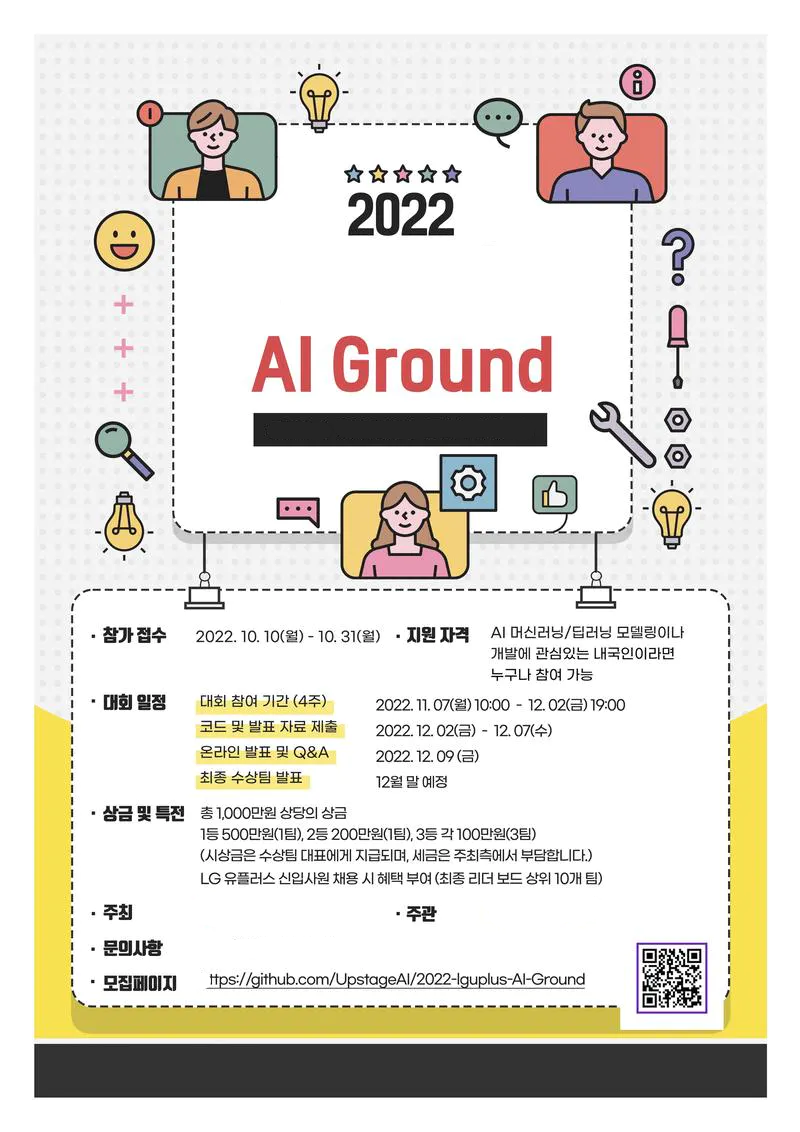 2022
AI Ground
· 참가 접수
2022. 10. 10(월) - 10. 31(월)
· 지원 자격
AI 머신러닝/딥러닝 모델링이나
개발에 관심있는 내국인이라면
누구나 참여 가능
· 대회 일정
대회 참여 기간 (4주)
2022. 11. 07(월) 10:00 - 12. 02(금) 19:00
코드 및 발표 자료 제출
2022. 12. 02(금) - 12. 07(수)
온라인 발표 및 Q&A
2022. 12. 09 (금)
최종 수상팀 발표
12월 말 예정
· 상금 및 특전
총 1,000만원 상당의 상금
1등 500만원(1팀), 2등 200만원(1팀), 3등 각 100만원(3팀)
(시상금은 수상팀 대표에게 지급되며, 세금은 주최측에서 부담합니다.)
LG 유플러스 신입사원 채용 시 혜택 부여 (최종 리더 보드 상위 10개 팀)
· 주최
· 주관
· 문의사항
· 모집페이지
ttps://github.com/UpstageAI/2022-lguplus-AI-Ground